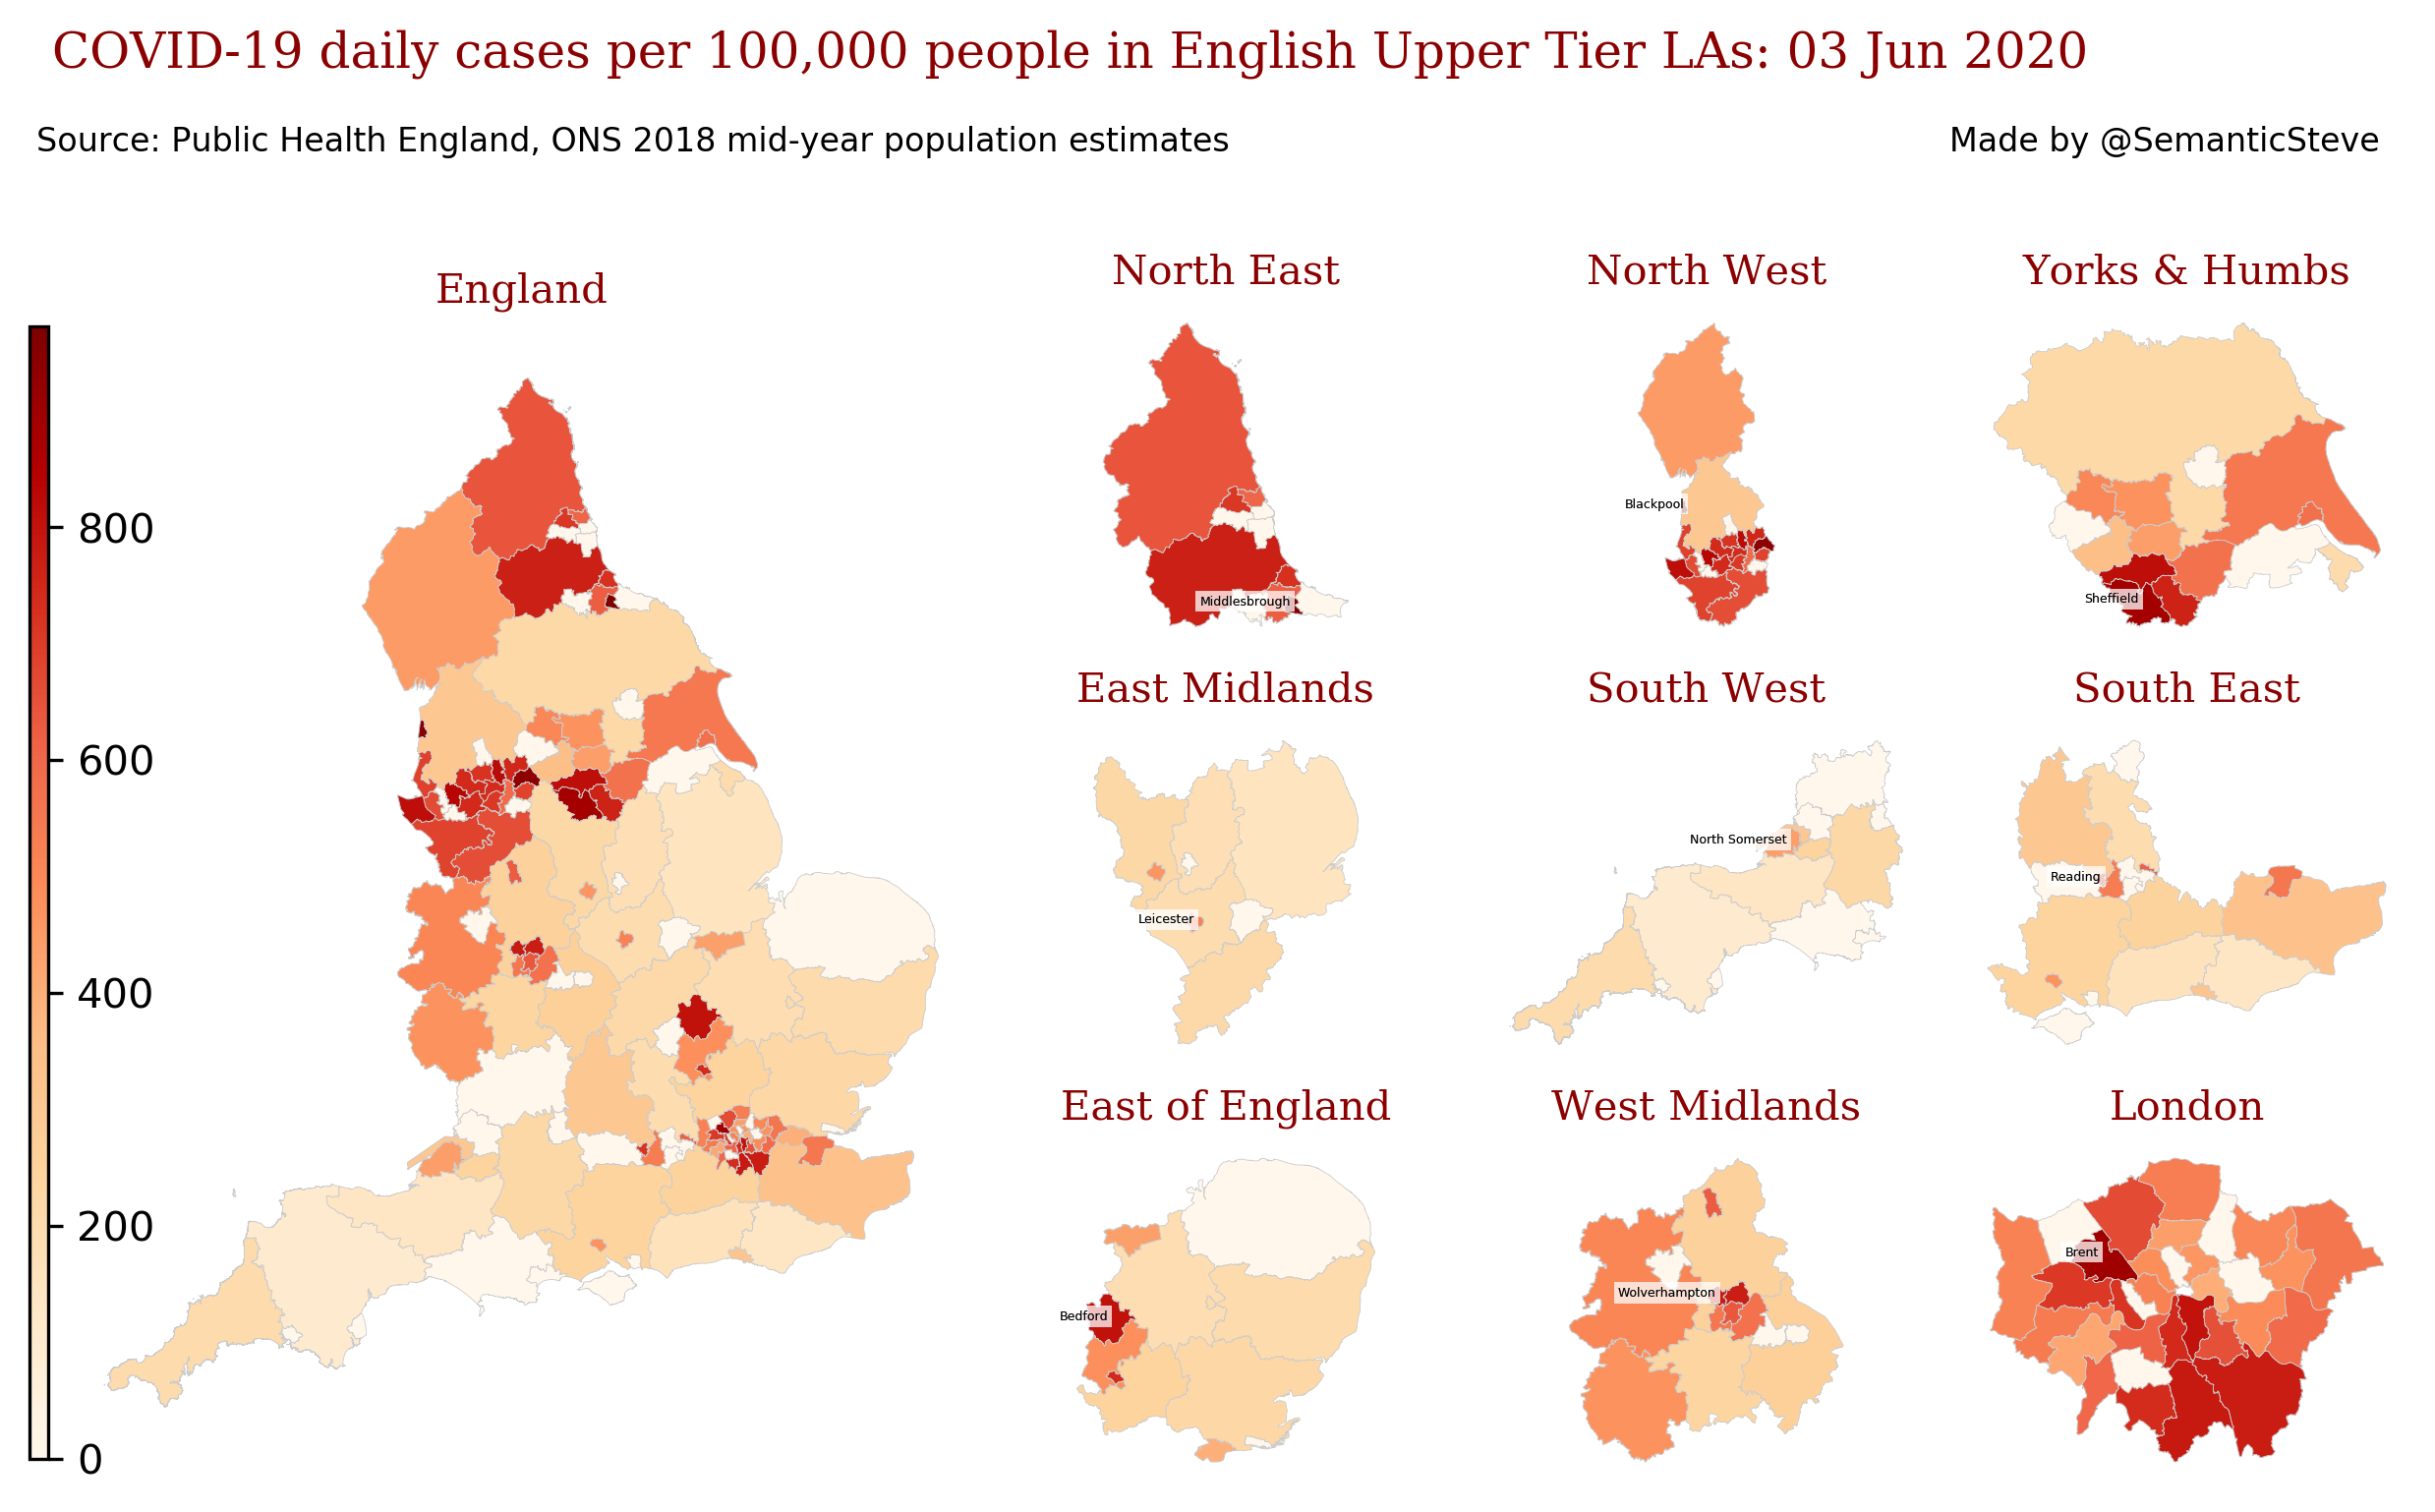 COVID-19 daily cases per 100,000 people in English Upper Tier LAs: 03 Jun 2020
Source: Public Health England, ONS 2018 mid-year population estimates
Made by @SemanticSteve
England
800
600
400
200
0
North East
Middlesbrough
North West
Blackpool
Yorks & Humbs
Sheffield
East Midlands
Leicester
South West
North Somerset
South East
Reading
East of England
Bedford
West Midlands
Wolverhampton
London
Brent